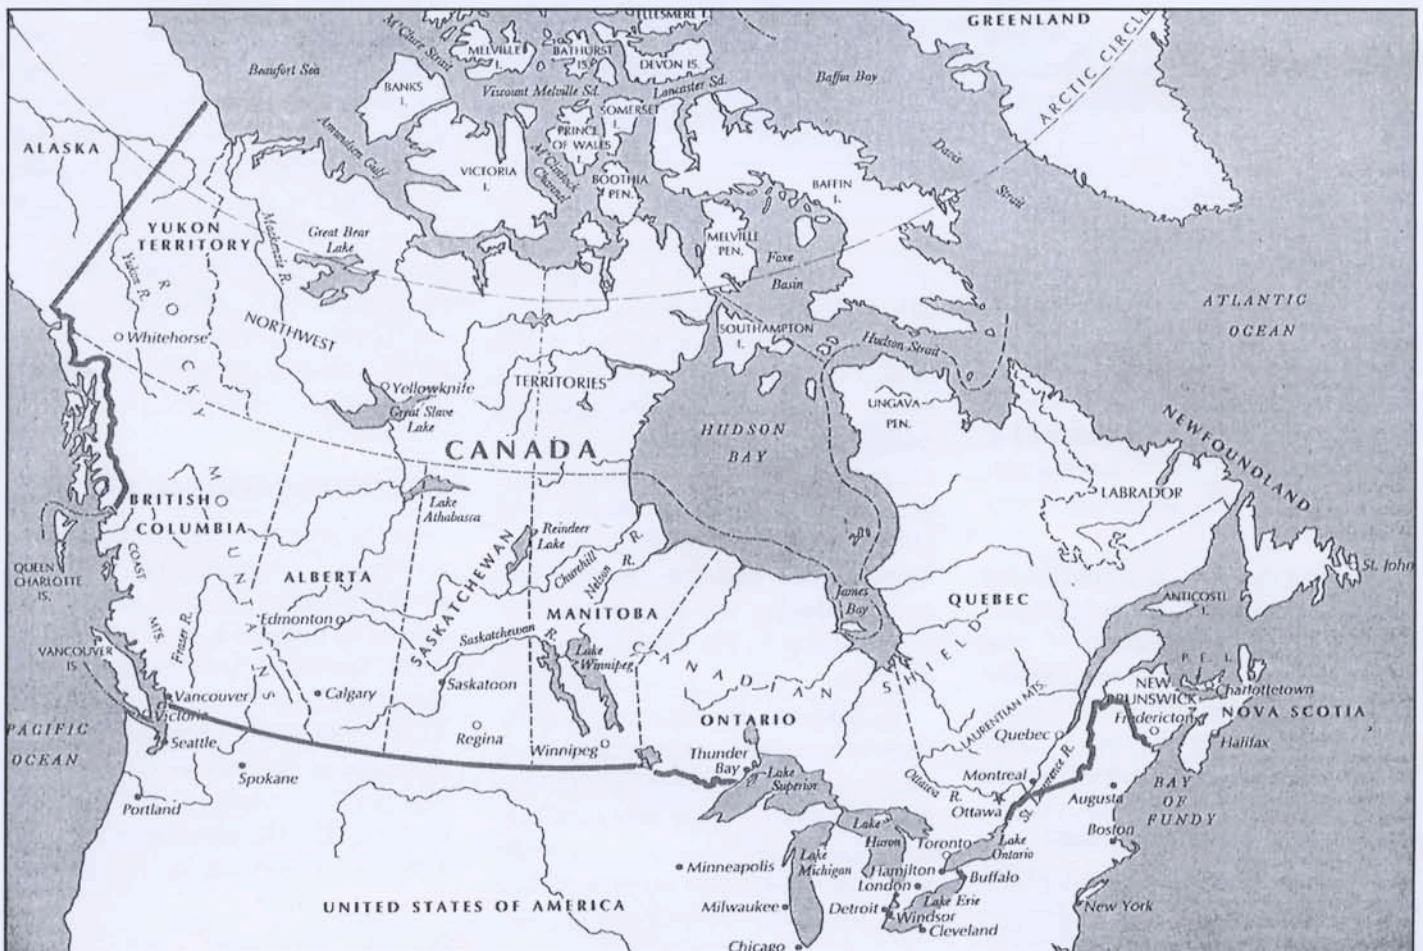 GREENLAND
ARCTIC CIRCLE
ELLESMERE I.
M'Clure Strait
MELVILLE
I.
BATHURST
IS.
DEVON IS.
Beaufort Sea
BANKS
I.
Viscount Melville Sd.
Lancaster Sd.
Baffin Bay
SOMERSET
I.
PRINCE
OF WALES
I.
Amundsen Gulf
M'Clintock
Channel
ALASKA
VICTORIA
I.
BOOTHIA
PEN.
BAFFIN
I.
Davis
Strait
YUKON
TERRITORY
Mackenzie R.
Great Bear
Lake
MELVILLE
PEN.
Foxe
Basin
Yukon R.
ROCKY
MOUNTAINS
ATLANTIC
OCEAN
NORTHWEST
TERRITORIES
SOUTHAMPTON
I.
Hudson Strait
Whitehorse
Yellowknife
Great Slave
Lake
UNGAVA
PEN.
CANADA
HUDSON
BAY
NEWFOUNDLAND
LABRADOR
BRITISH
COLUMBIA
Lake
Athabasca
Reindeer
Lake
COAST
MTS.
QUEEN
CHARLOTTE
IS.
ALBERTA
SASKATCHEWAN
Churchill R.
Nelson R.
St. John
James
Bay
QUEBEC
ANTICOSTI
I.
MANITOBA
Edmonton
Fraser R.
Saskatchewan R.
Lake
Winnipeg
CANADIAN SHIELD
VANCOUVER
IS.
P. E. I.
Vancouver
Calgary
Saskatoon
NEW
BRUNSWICK
Charlottetown
Victoria
ONTARIO
LAURENTIAN MTS.
Fredericton
NOVA SCOTIA
PACIFIC
OCEAN
Seattle
Regina
Winnipeg
Quebec
Halifax
Thunder
Bay
Spokane
Lake
Superior
Ottawa
R.
Montreal
St. Lawrence R.
Portland
Ottawa
Augusta
BAY
OF
FUNDY
Lake
Huron
Toronto
Lake
Ontario
Boston
Minneapolis
Lake
Michigan
Hamilton
Buffalo
London
UNITED STATES OF AMERICA
Milwaukee
Detroit
Lake Erie
Windsor
New York
Cleveland
Chicago